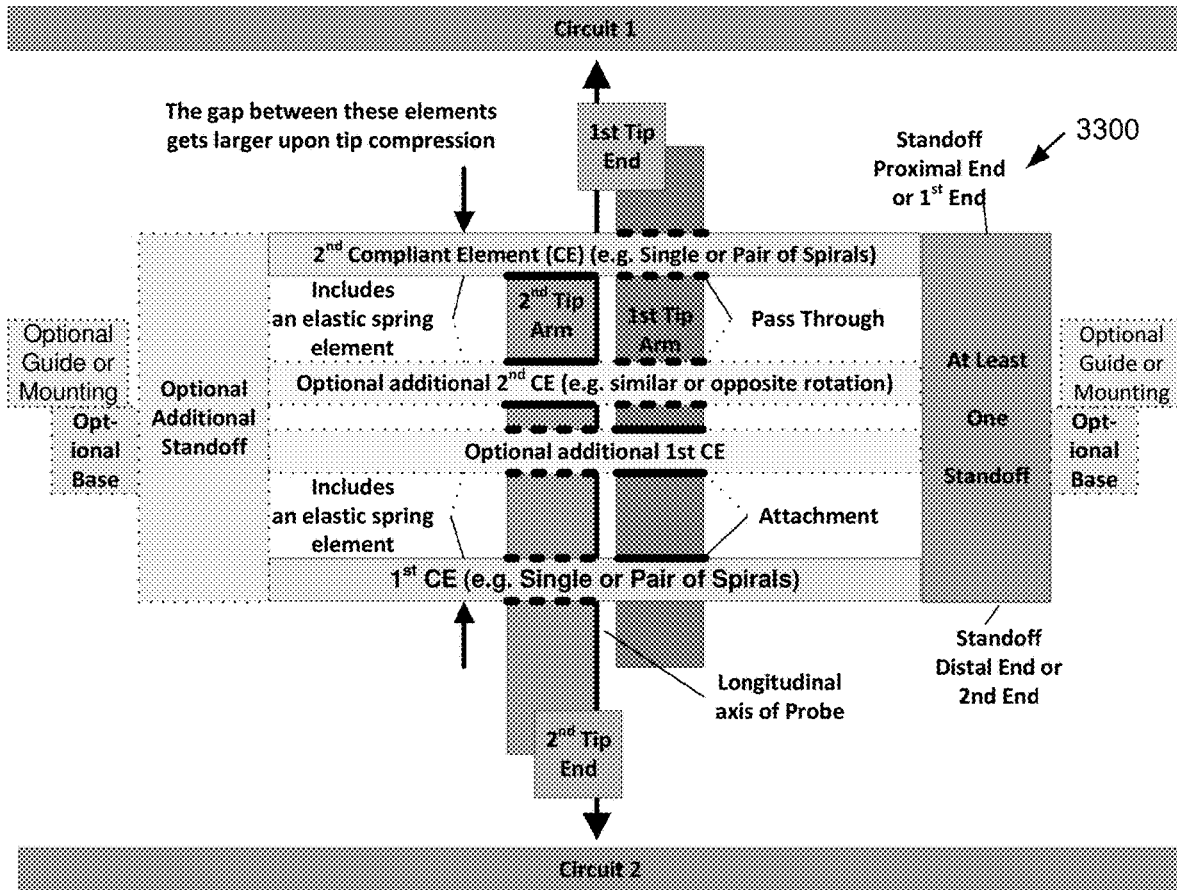 Circuit 1
The gap between these elements
gets larger upon tip compression
1st Tip
End
Standoff
Proximal End
or 1st End
3300
2nd Compliant Element (CE) (e.g. Single or Pair of Spirals)
Includes
an elastic spring
element
2nd Tip
Arm
1st Tip
Arm
Pass Through
Optional
Guide or
Mounting
Optional
Additional
Standoff
Optional additional 2nd CE (e.g. similar or opposite rotation)
At Least
One
Standoff
Optional
Guide or
Mounting
Opt-
ional
Base
Optional additional 1st CE
Opt-
ional
Base
Includes
an elastic spring
element
Attachment
1st CE (e.g. Single or Pair of Spirals)
Standoff
Distal End or
2nd End
Longitudinal
axis of Probe
2nd Tip
End
Circuit 2